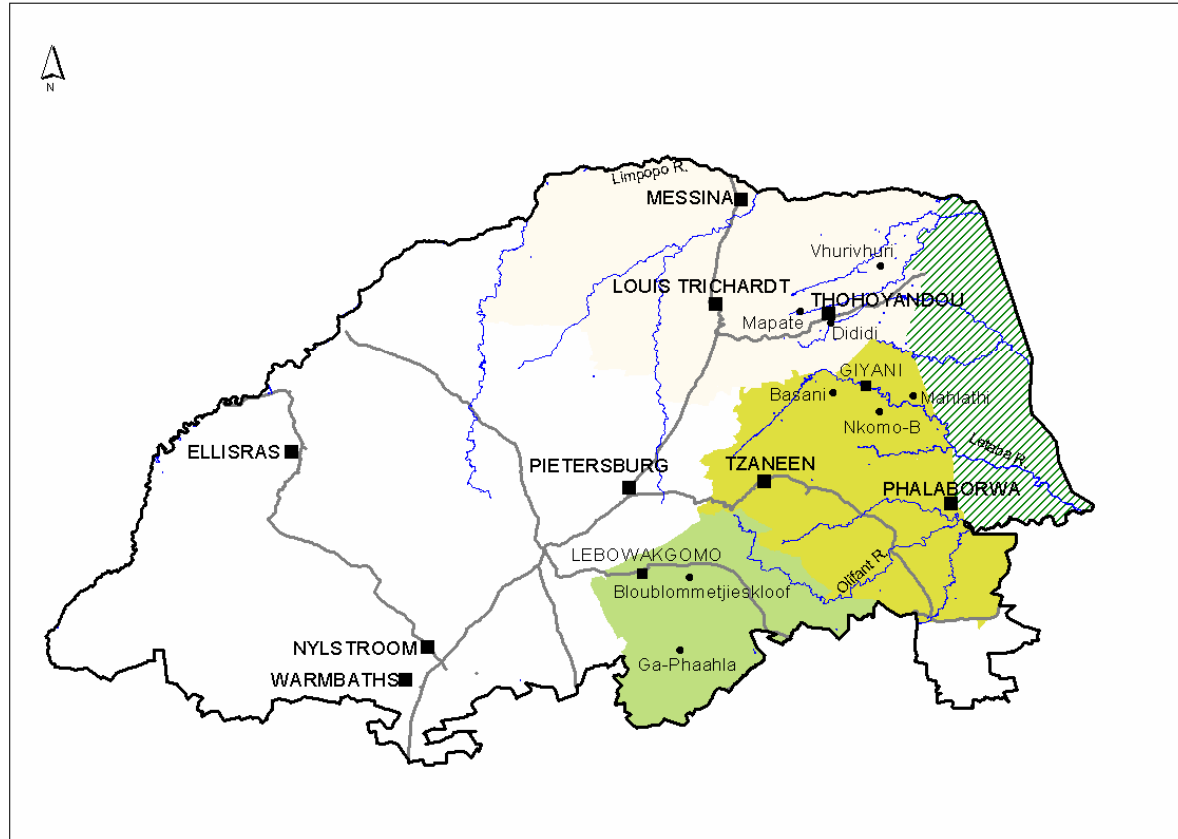 N
Limpopo R.
MESSINA
Vhurivhuri
LOUIS TRICHARDT
THOHOYANDOU
Mapate
Dididi
GIYANI
Basani
Mahlathi
Nkomo-B
ELLISRAS
Letaba R.
PIETERSBURG
TZANEEN
PHALABORWA
LEBOWAKGOMO
Olifant R.
Bloublommetjieskloof
NYLSTROOM
Ga-Phaahla
WARMBATHS